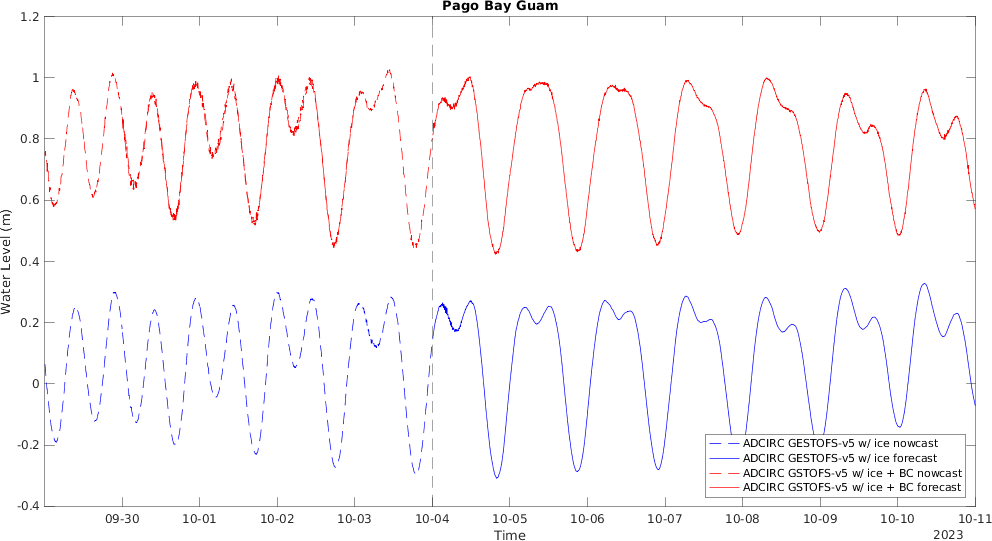 Pago Bay Guam
1.2
1
0.8
0.6
0.4
0.2
0
-0.2
-0.4
Water Level (m)
ADCIRC GESTOFS-v5 w/ ice nowcast
ADCIRC GESTOFS-v5 w/ ice forecast
ADCIRC GSTOFS-v5 w/ ice + BC nowcast
ADCIRC GSTOFS-v5 w/ ice + BC forecast
09-30 10-01 10-02 10-03 10-04 10-05 10-06 10-07 10-08 10-09 10-10 10-11
Time
2023